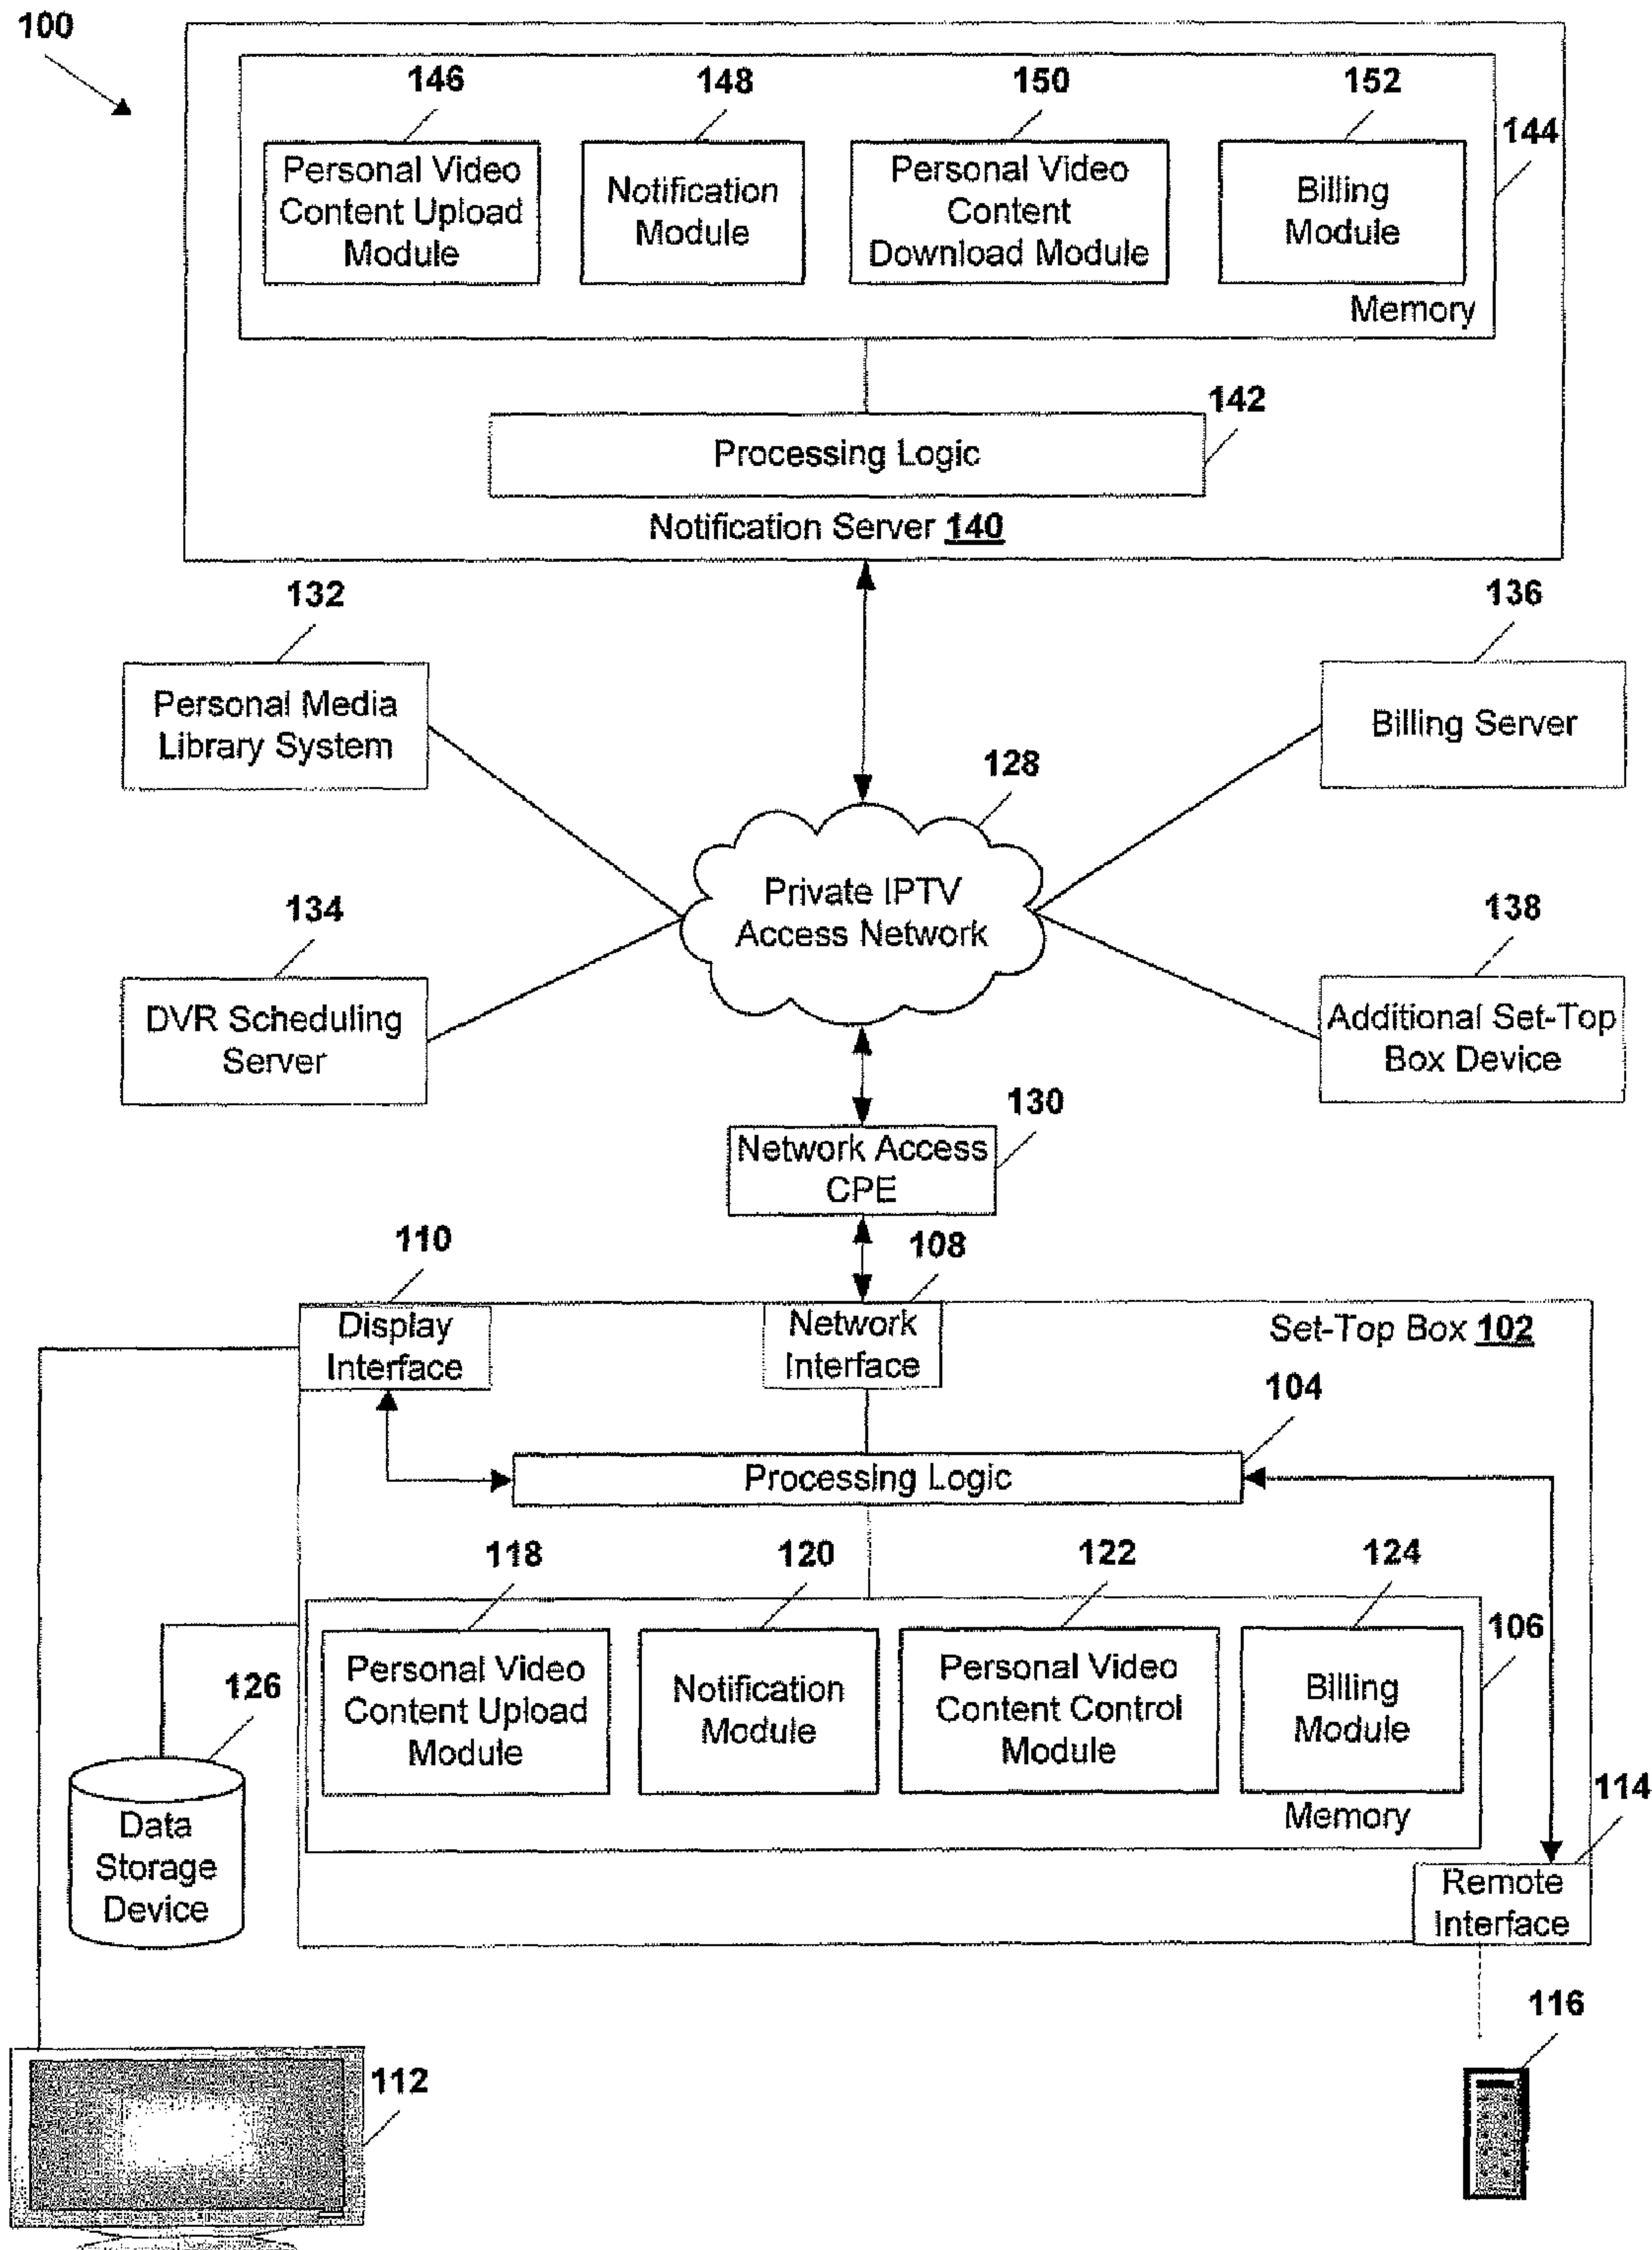 100
146
148
150
152
144
Personal Video
Content Upload
Module
Notification
Module
Personal Video
Content
Download Module
Billing
Module
Memory
142
Processing Logic
Notification Server 140
132
136
Personal Media
Library System
Billing Server
128
Private IPTV
Access Network
134
138
DVR Scheduling
Server
Additional Set-Top
Box Device
130
Network Access
CPE
110
108
Display
Interface
Network
Interface
Set-Top Box 102
104
Processing Logic
118
120
122
124
106
Personal Video
Content Upload
Module
Notification
Module
Personal Video
Content Control
Module
Billing
Module
Memory
126
Data
Storage
Device
114
Remote
Interface
116
112